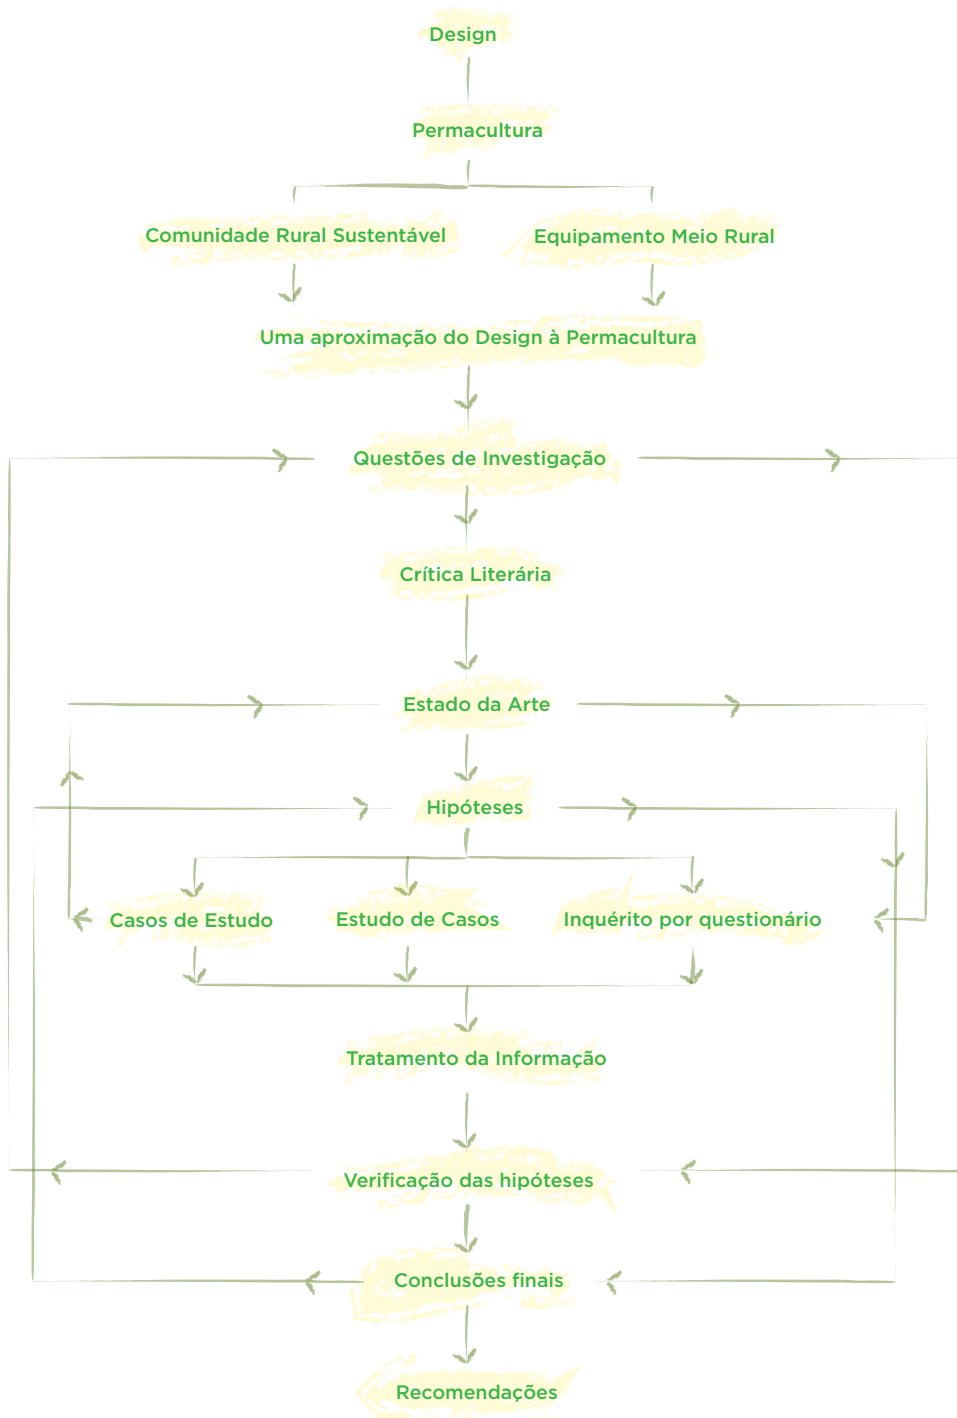 Design
Permacultura
Comunidade Rural Sustentável
Equipamento Meio Rural
Uma aproximação do Design à Permacultura
Questões de Investigação
Crítica Literária
Estado da Arte
Hipóteses
Casos de Estudo
Estudo de Casos
Inquérito por questionário
Tratamento da Informação
Verificação das hipóteses
Conclusões finais
Recomendações